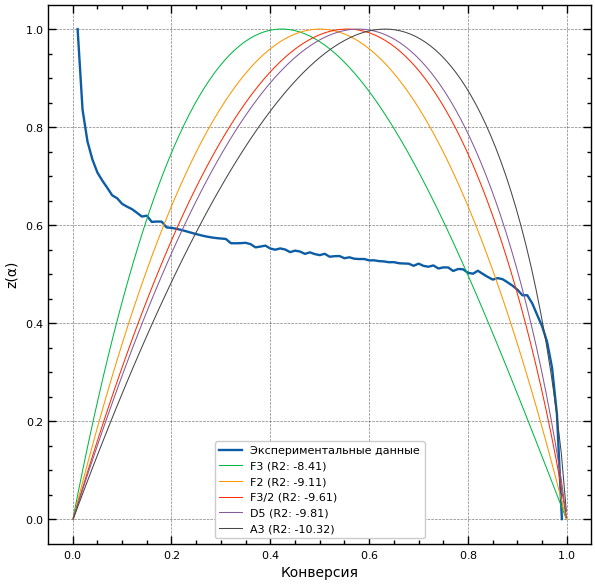 1.0
0.8
0.6
0.4
0.2
0.0
z(α)
Экспериментальные данные
F3 (R2: -8.41)
F2 (R2: -9.11)
F3/2 (R2: -9.61)
D5 (R2: -9.81)
A3 (R2: -10.32)
0.0 0.2 0.4 0.6 0.8 1.0
Конверсия